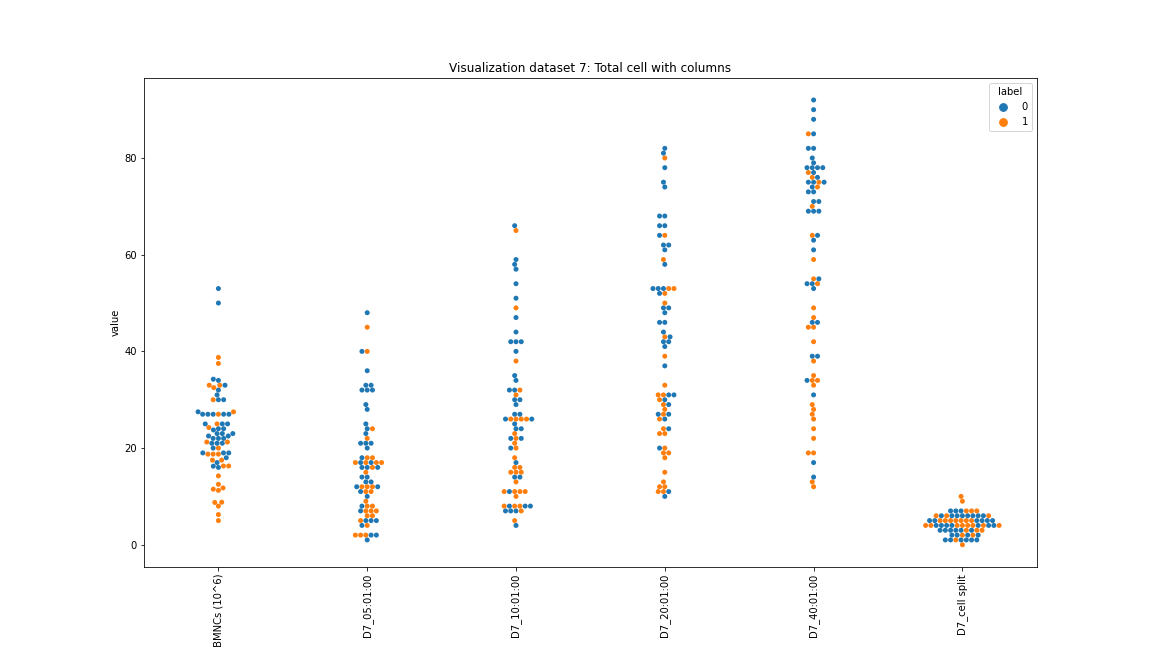 Visualization dataset 7: Total cell with columns
label
0
1
value
80
60
40
20
0
BMNCs (10^6)
D7_05:01:00
D7_10:01:00
D7_20:01:00
D7_40:01:00
D7_cell split